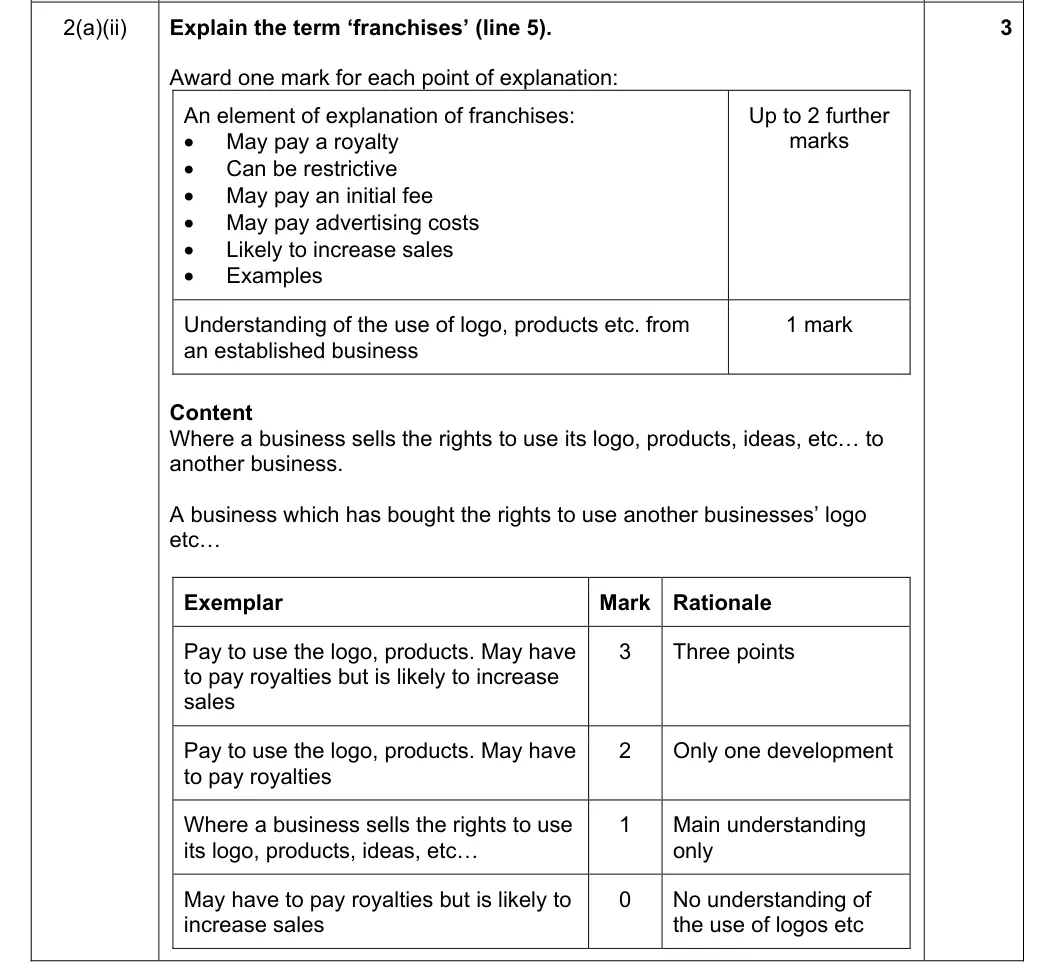 2(a)(ii)
Explain the term ‘franchises’ (line 5).
3
Award one mark for each point of explanation:
An element of explanation of franchises:
• May pay a royalty
• Can be restrictive
• May pay an initial fee
• May pay advertising costs
• Likely to increase sales
• Examples
Up to 2 further
marks
Understanding of the use of logo, products etc. from
an established business
1 mark
Content
Where a business sells the rights to use its logo, products, ideas, etc… to
another business.
A business which has bought the rights to use another businesses’ logo
etc…
Exemplar
Mark
Rationale
Pay to use the logo, products. May have
to pay royalties but is likely to increase
sales
3
Three points
Pay to use the logo, products. May have
to pay royalties
2
Only one development
Where a business sells the rights to use
its logo, products, ideas, etc…
1
Main understanding
only
May have to pay royalties but is likely to
increase sales
0
No understanding of
the use of logos etc